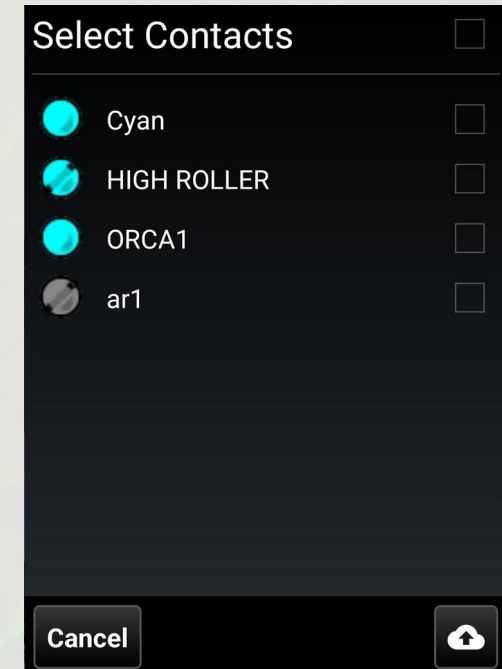 Select Contacts
Cyan
HIGH ROLLER
ORCA1
ar1
Cancel